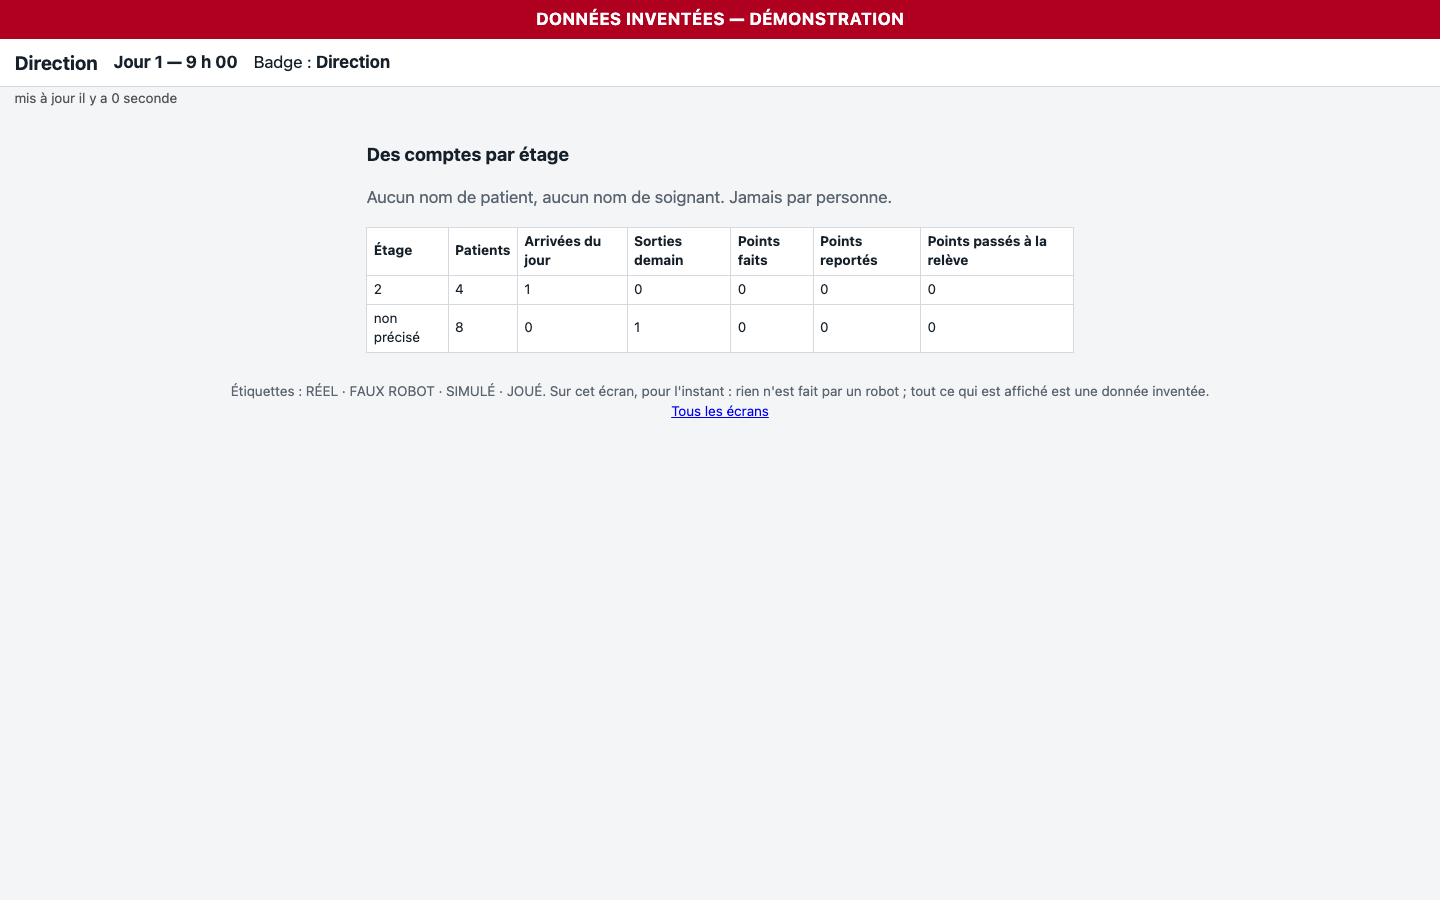 DONNÉES INVENTÉES — DÉMONSTRATION
Direction Jour 1 — 9 h 00 Badge : Direction
mis à jour il y a 0 seconde
Des comptes par étage
Aucun nom de patient, aucun nom de soignant. Jamais par personne.
Étage Patients Arrivées du jour Sorties demain Points faits Points reportés Points passés à la relève
2 4 1 0 0 0 0
non précisé 8 0 1 0 0 0
Étiquettes : RÉEL · FAUX ROBOT · SIMULÉ · JOUÉ. Sur cet écran, pour l'instant : rien n'est fait par un robot ; tout ce qui est affiché est une donnée inventée.
Tous les écrans